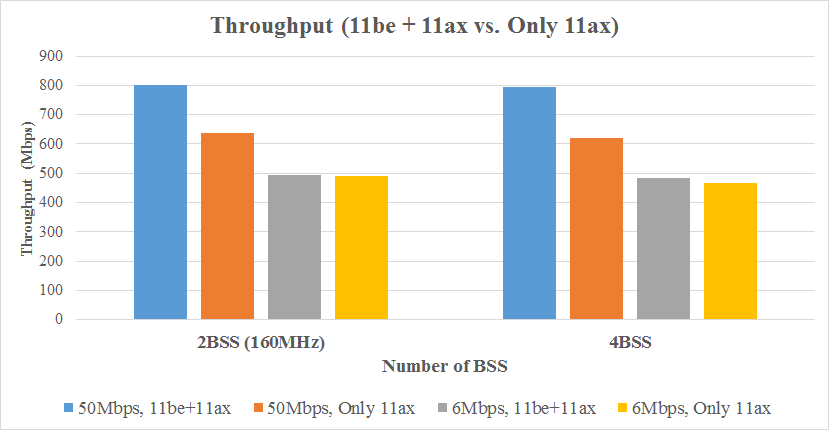 Throughput (11be + 11ax vs. Only 11ax)
900
800
700
600
500
400
300
200
100
0
Throughput (Mbps)
2BSS (160MHz) 4BSS
Number of BSS
50Mbps, 11be+11ax 50Mbps, Only 11ax 6Mbps, 11be+11ax 6Mbps, Only 11ax